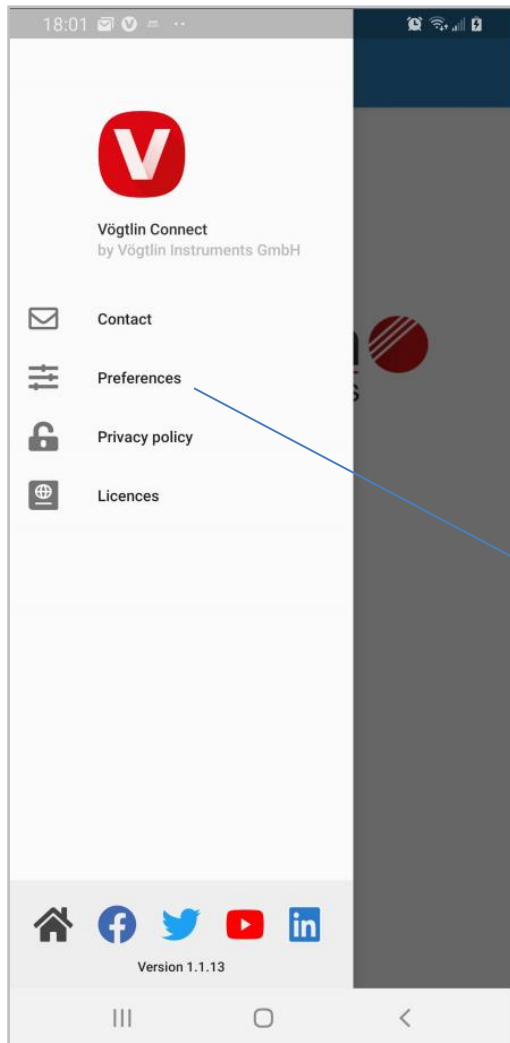 18:01
V
Vögtlin Connect
by Vögtlin Instruments GmbH
Contact
Preferences
Privacy policy
Licences
Version 1.1.13